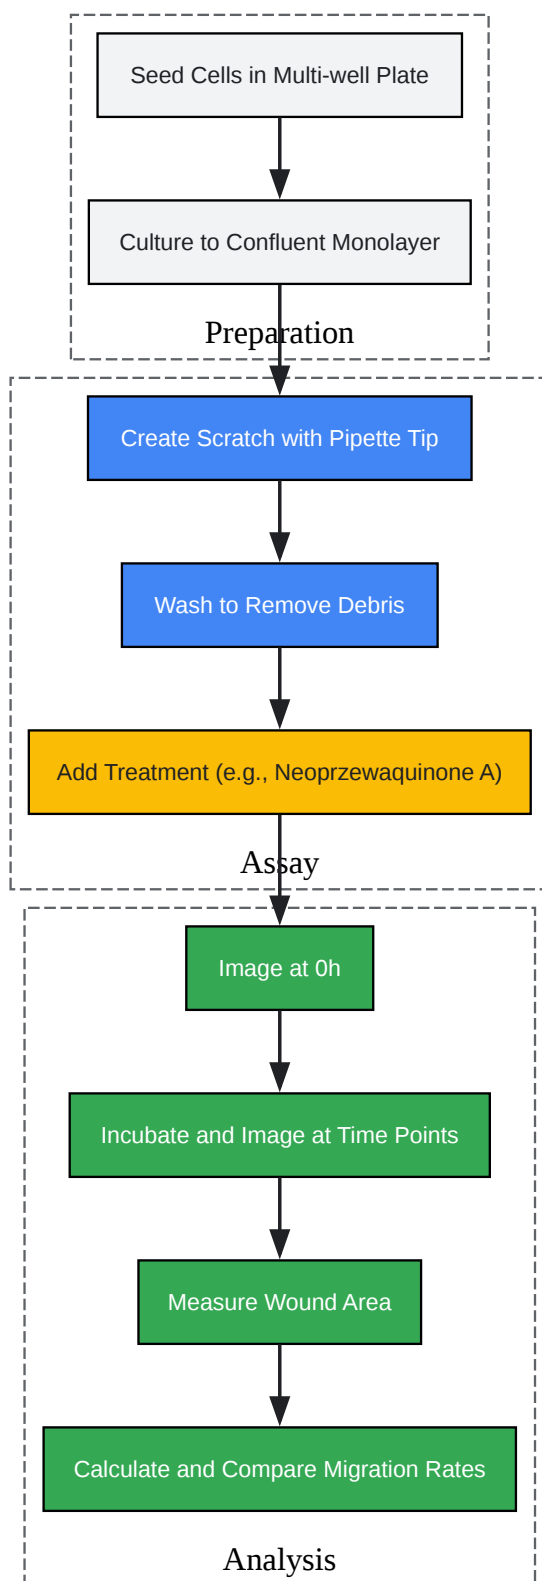 Seed Cells in Multi-well Plate
Culture to Confluent Monolayer
Preparation
Create Scratch with Pipette Tip
Wash to Remove Debris
Add Treatment (e.g., Neoprzewaquinone A)
Assay
Image at 0h
Incubate and Image at Time Points
Measure Wound Area
Calculate and Compare Migration Rates
Analysis